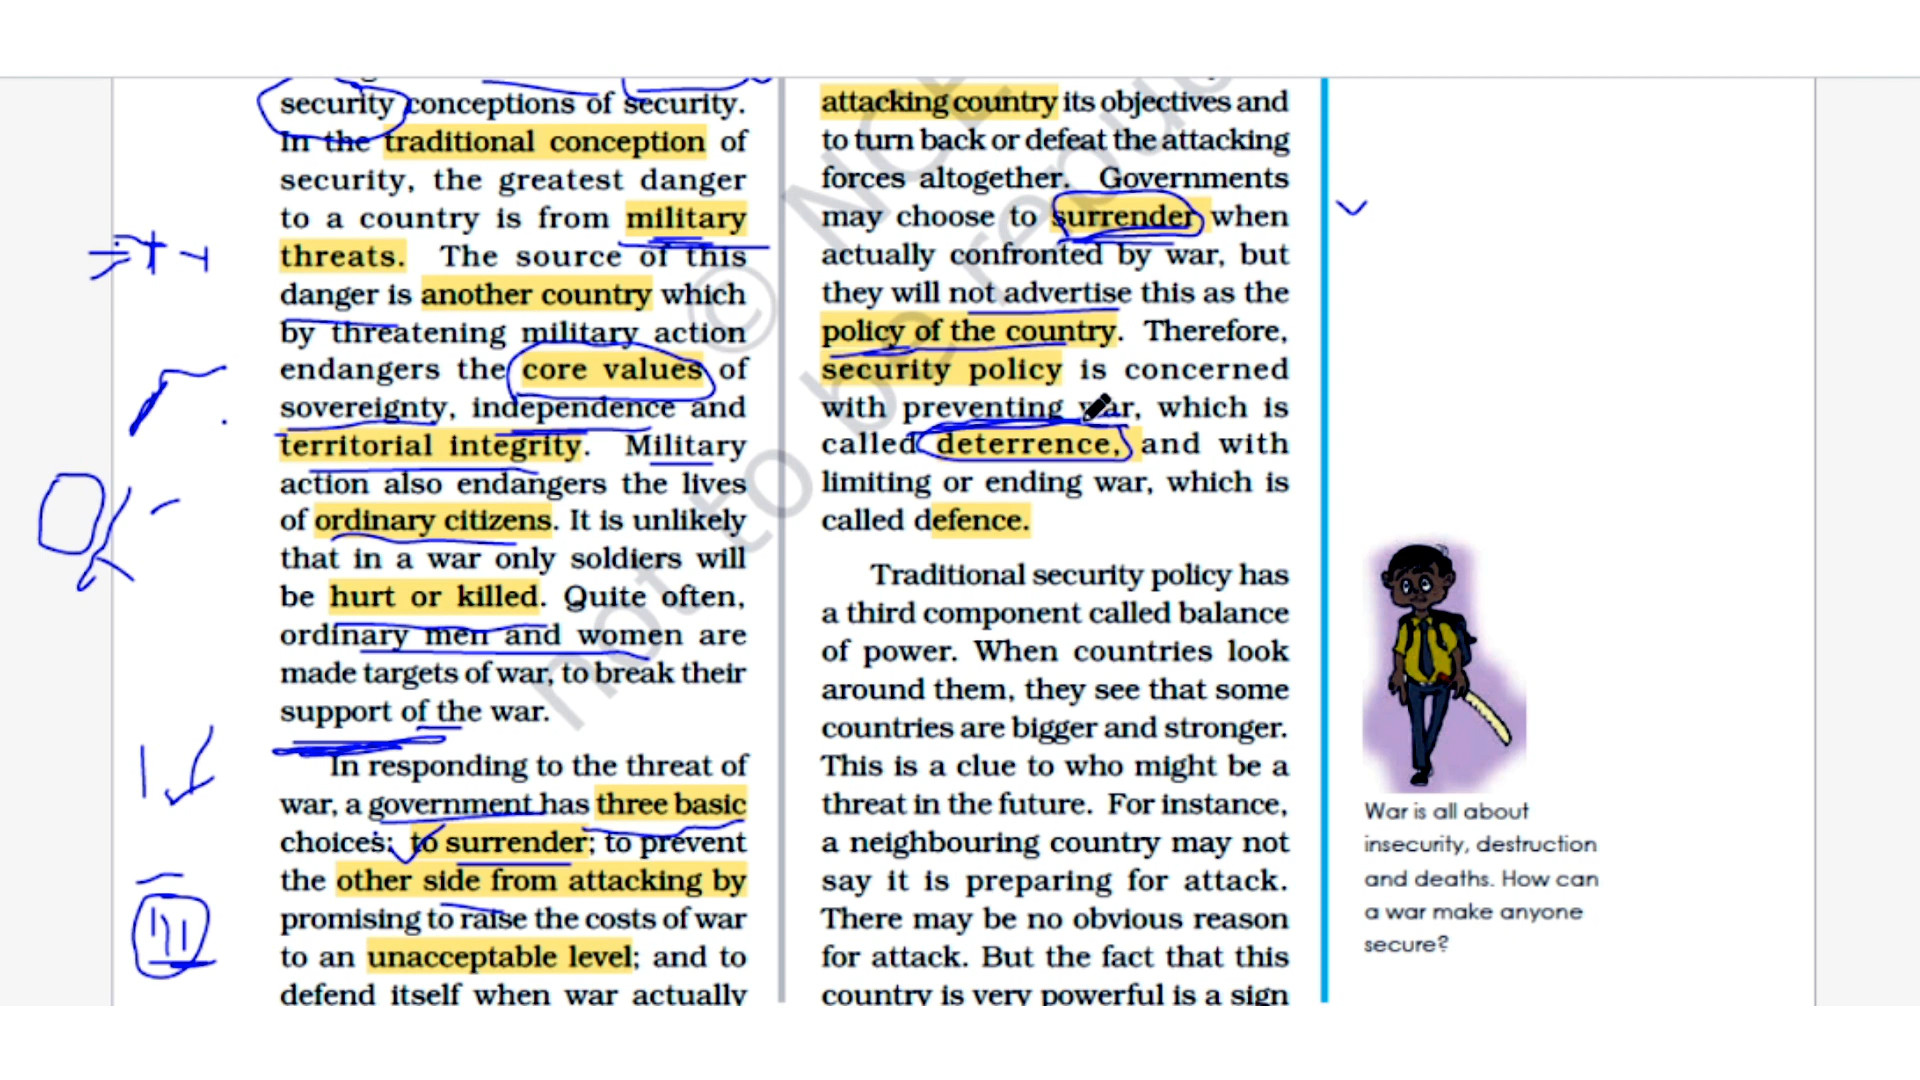 security conceptions of security.
In the traditional conception of
security, the greatest danger
to a country is from military
threats. The source of this
danger is another country which
by threatening military action
endangers the core values of
sovereignty, independence and
territorial integrity. Military
action also endangers the lives
of ordinary citizens. It is unlikely
that in a war only soldiers will
be hurt or killed. Quite often,
ordinary men and women are
made targets of war, to break their
support of the war.
In responding to the threat of
war, a government has three basic
choices: to surrender; to prevent
the other side from attacking by
promising to raise the costs of war
to an unacceptable level; and to
defend itself when war actually
attacking country its objectives and
to turn back or defeat the attacking
forces altogether. Governments
may choose to surrender when
actually confronted by war, but
they will not advertise this as the
policy of the country. Therefore,
security policy is concerned
with preventing war, which is
called deterrence, and with
limiting or ending war, which is
called defence.
Traditional security policy has
a third component called balance
of power. When countries look
around them, they see that some
countries are bigger and stronger.
This is a clue to who might be a
threat in the future. For instance,
a neighbouring country may not
say it is preparing for attack.
There may be no obvious reason
for attack. But the fact that this
country is very powerful is a sign
War is all about
insecurity, destruction
and deaths. How can
a war make anyone
secure?
© NCE
not to be repu